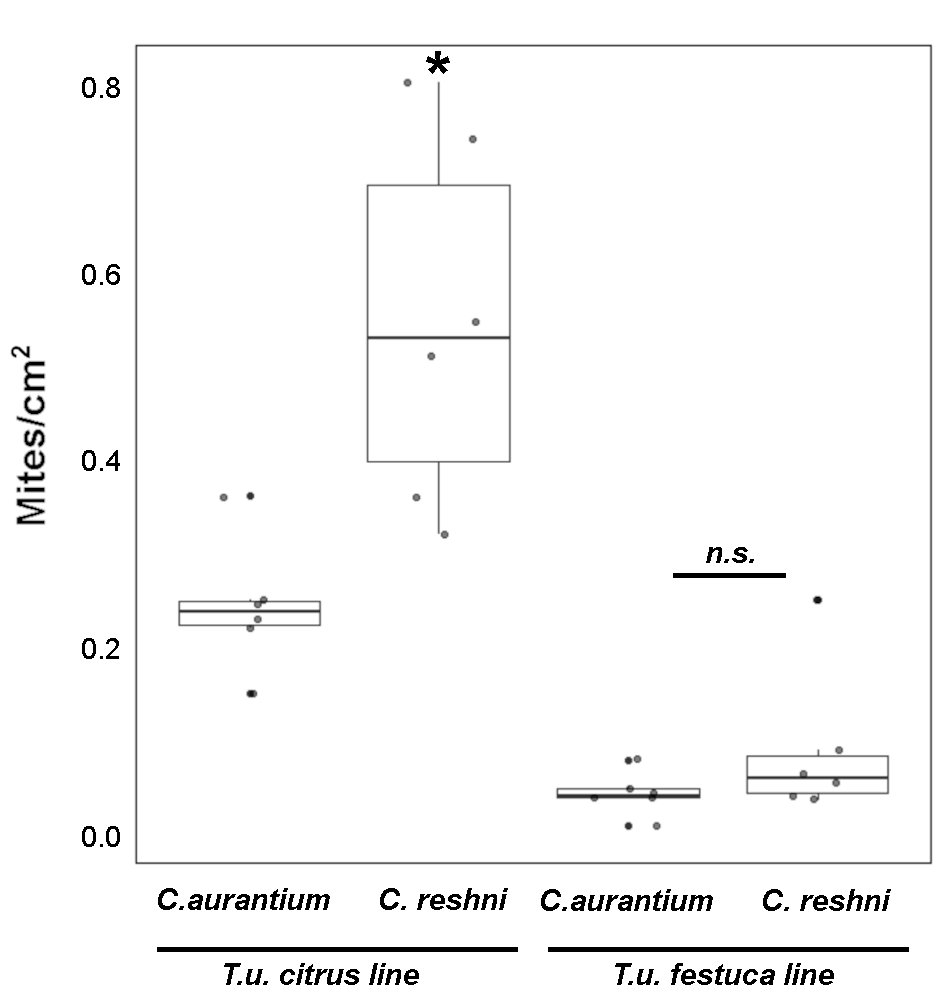 *
0.8
0.6
0.4
0.2
0.0
Mites/cm²
n.s.
C.aurantium C. reshni C.aurantium C. reshni
T.u. citrus line T.u. festuca line